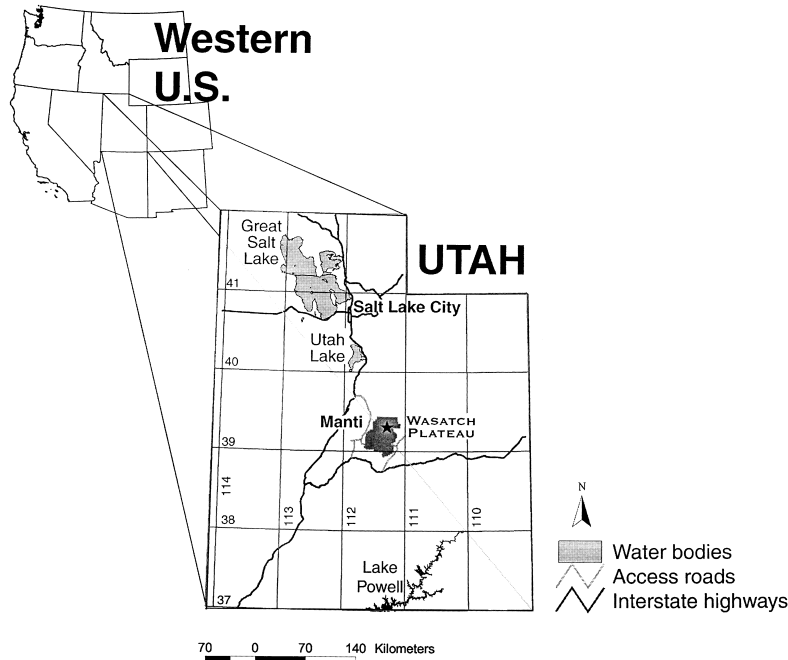 Western
U.S.
Great
Salt
Lake
UTAH
41
Salt Lake City
Utah
Lake
40
Manti
WASATCH
PLATEAU
39
114
113
112
111
110
38
N
Water bodies
Lake
Powell
Access roads
Interstate highways
37
70 0 70 140 Kilometers